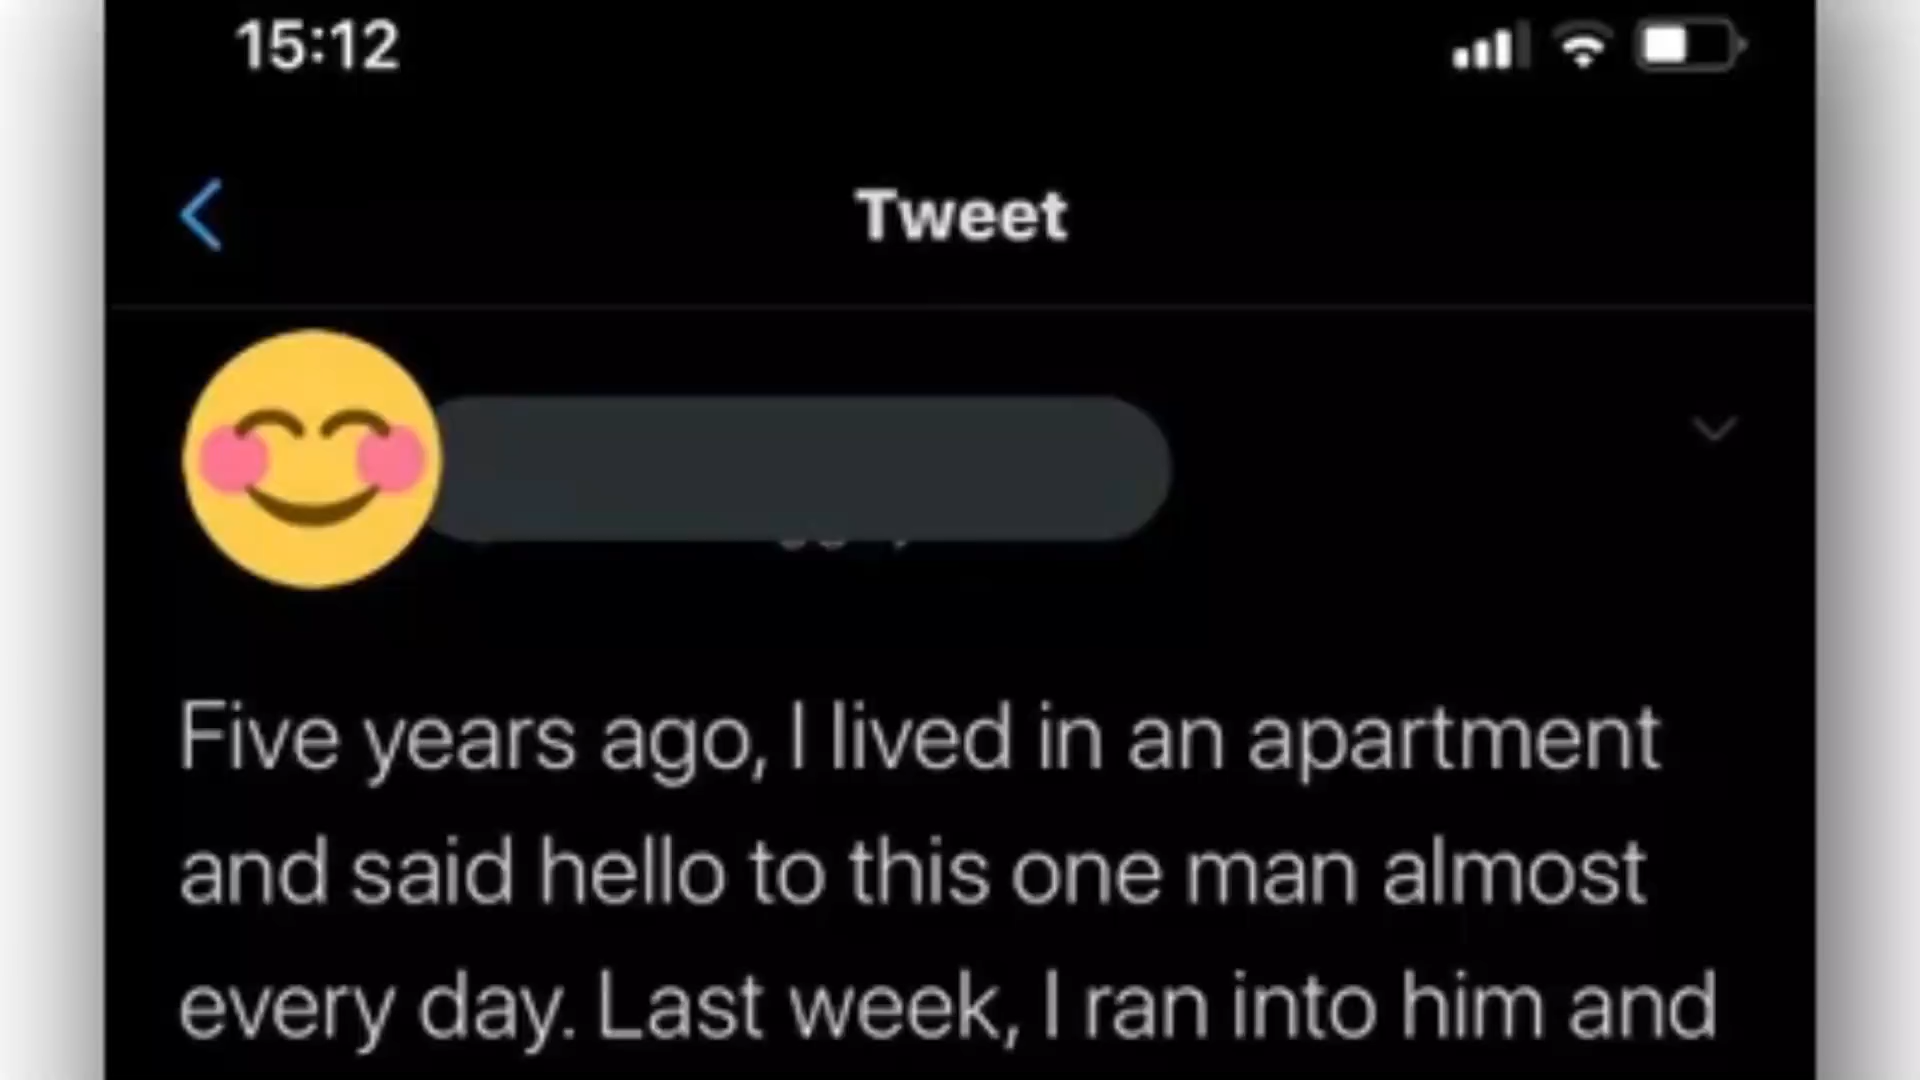 15:12
Tweet
Five years ago, I lived in an apartment
and said hello to this one man almost
every day. Last week, I ran into him and